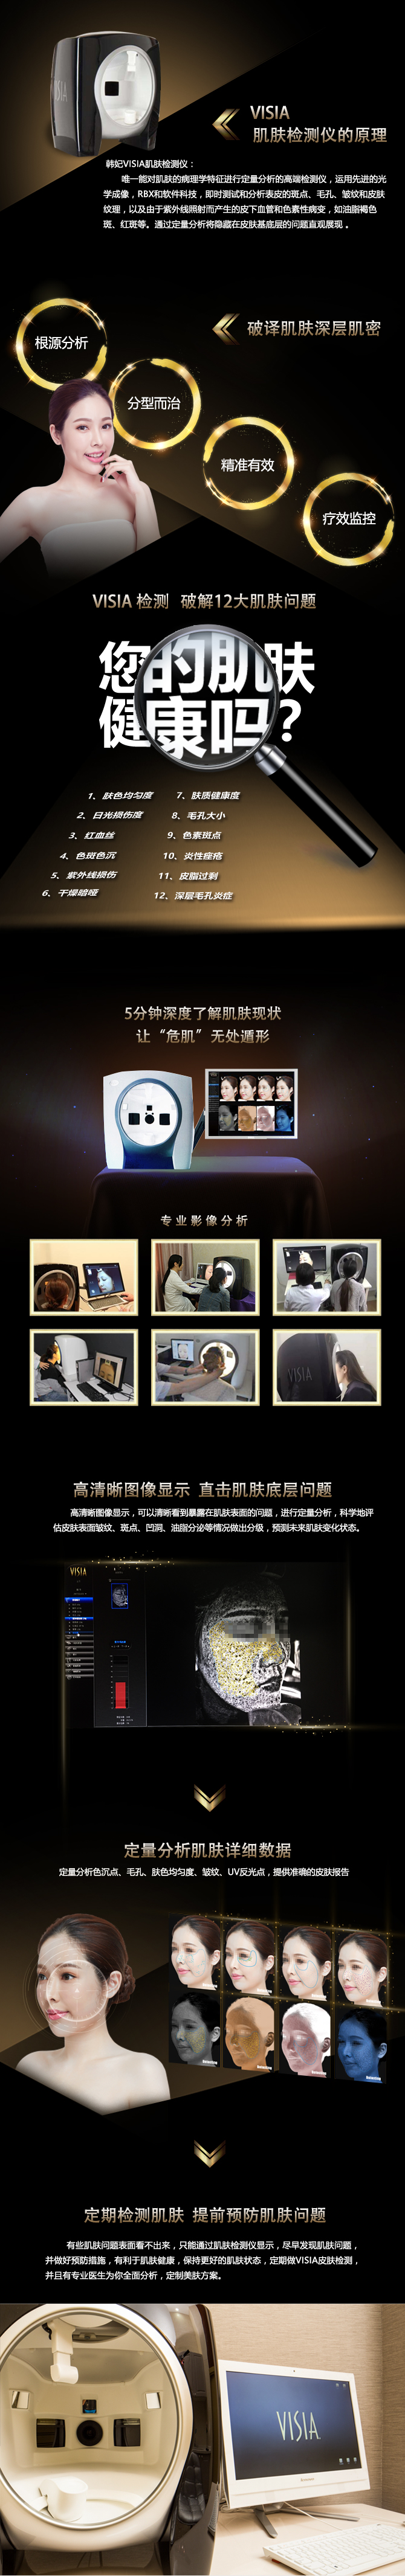 VISIA
VISIA
肌肤检测仪的原理
韩妃VISIA肌肤检测仪：
唯一能对肌肤的病理学特征进行定量分析的高端检测仪，运用先进的光
学成像，RBX和软件科技，即时测试和分析表皮的斑点、毛孔、皱纹和皮肤
纹理，以及由于紫外线照射而产生的皮下血管和色素性病变，如油脂褐色
斑、红斑等。通过定量分析将隐藏在皮肤基底层的问题直观展现 。
破译肌肤深层肌密
根源分析
分型而治
精准有效
疗效监控
VISIA 检测 破解12大肌肤问题
您的肌肤
健康吗？
1、肤色均匀度
2、日光损伤度
3、红血丝
4、色斑色沉
5、紫外线损伤
6、干燥暗哑
7、肤质健康度
8、毛孔大小
9、色素斑点
10、炎性痤疮
11、皮脂过剩
12、深层毛孔炎症
5分钟深度了解肌肤现状
让“危肌”无处遁形
专业影像分析
VISIA
高清晰图像显示 直击肌肤底层问题
高清晰图像显示，可以清晰看到暴露在肌肤表面的问题，进行定量分析，科学地评
估皮肤表面皱纹、斑点、凹洞、油脂分泌等情况做出分级，预测未来肌肤变化状态。
VISIA
定量分析肌肤详细数据
定量分析色沉点、毛孔、肤色均匀度、皱纹、UV反光点，提供准确的皮肤报告
定期检测肌肤 提前预防肌肤问题
有些肌肤问题表面看不出来，只能通过肌肤检测仪显示，尽早发现肌肤问题，
并做好预防措施，有利于肌肤健康，保持更好的肌肤状态，定期做VISIA皮肤检测，
并且有专业医生为你全面分析，定制美肤方案。
VISIA